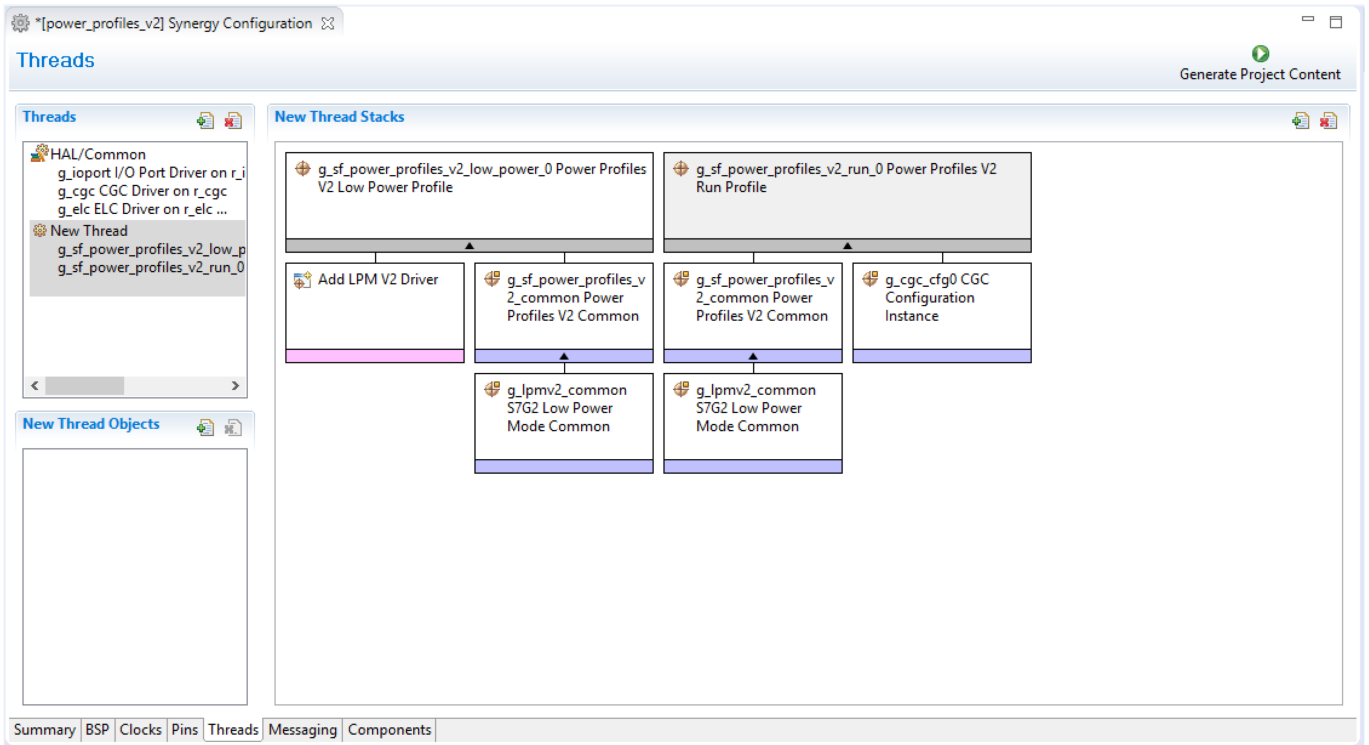 *[power_profiles_v2] Synergy Configuration
Threads
Generate Project Content
Threads
HAL/Common
g_ioport I/O Port Driver on r_i
g_cgc CGC Driver on r_cgc
g_elc ELC Driver on r_elc ...
New Thread
g_sf_power_profiles_v2_low_p
g_sf_power_profiles_v2_run_0
New Thread Objects
New Thread Stacks
g_sf_power_profiles_v2_low_power_0 Power Profiles
V2 Low Power Profile
g_sf_power_profiles_v2_run_0 Power Profiles V2
Run Profile
Add LPM V2 Driver
g_sf_power_profiles_v
2_common Power
Profiles V2 Common
g_sf_power_profiles_v
2_common Power
Profiles V2 Common
g_cgc_cfg0 CGC
Configuration
Instance
g_lpmv2_common
S7G2 Low Power
Mode Common
g_lpmv2_common
S7G2 Low Power
Mode Common
Summary BSP Clocks Pins Threads Messaging Components